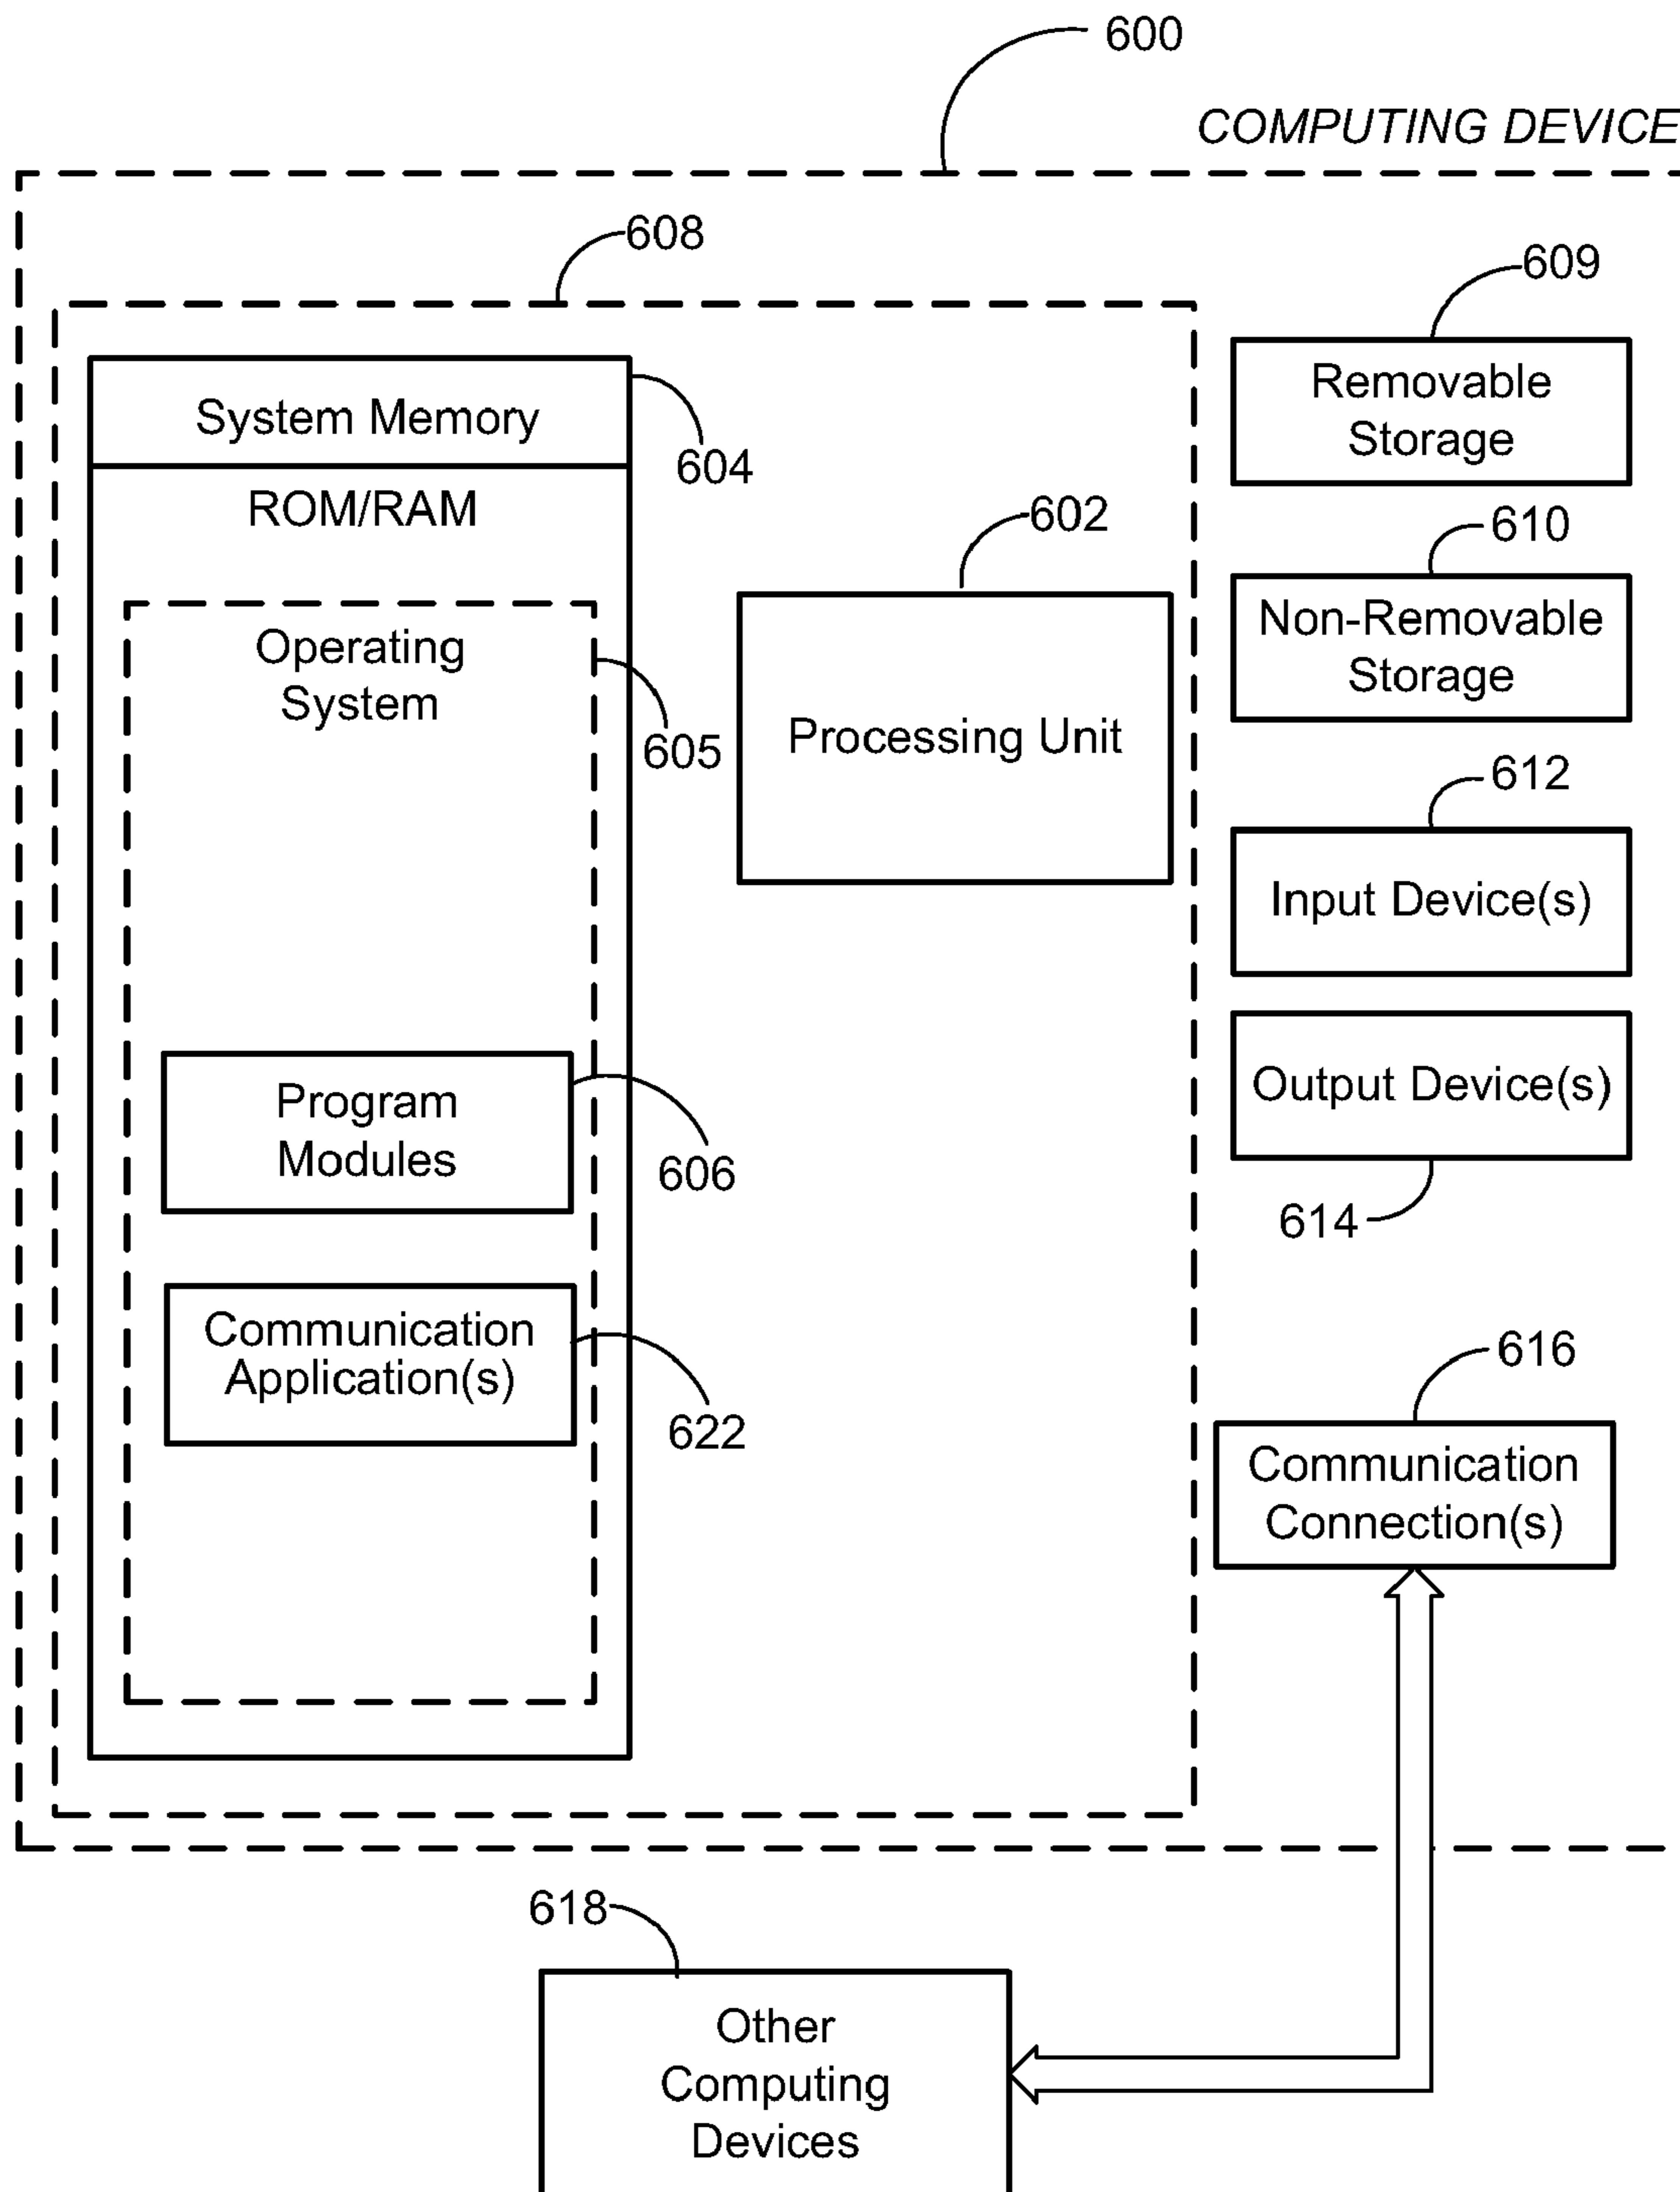 600
COMPUTING DEVICE
608
609
System Memory
604
ROM/RAM
Removable
Storage
602
610
Operating
System
605
Processing Unit
Non-Removable
Storage
612
Input Device(s)
Program
Modules
606
Output Device(s)
614
Communication
Application(s)
622
616
Communication
Connection(s)
618
Other
Computing
Devices